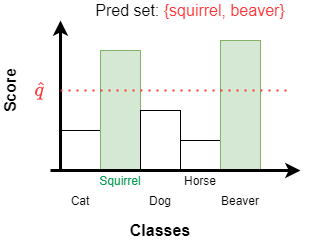 Pred set: {squirrel, beaver}
Score
q̂
Squirrel Horse
Cat Dog Beaver
Classes